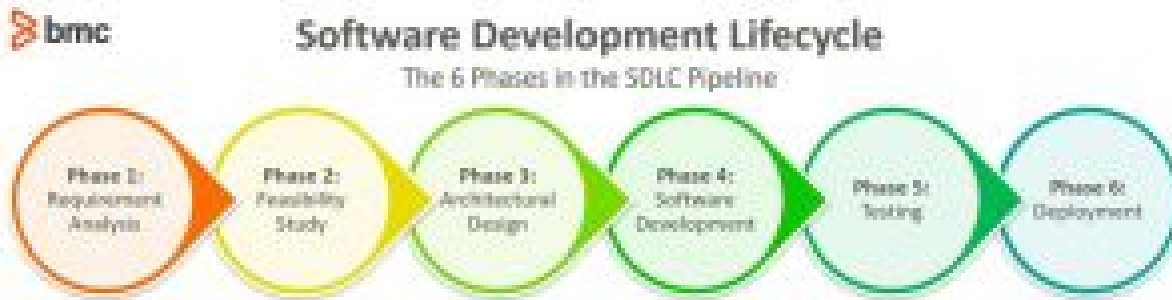 bmc
Software Development Lifecycle
The 6 Phases in the SDLC Pipeline
Phase 1:
Requirement
Analysis
Phase 2:
Feasibility
Study
Phase 3:
Architectural
Design
Phase 4:
Software
Development
Phase 5:
Testing
Phase 6:
Deployment